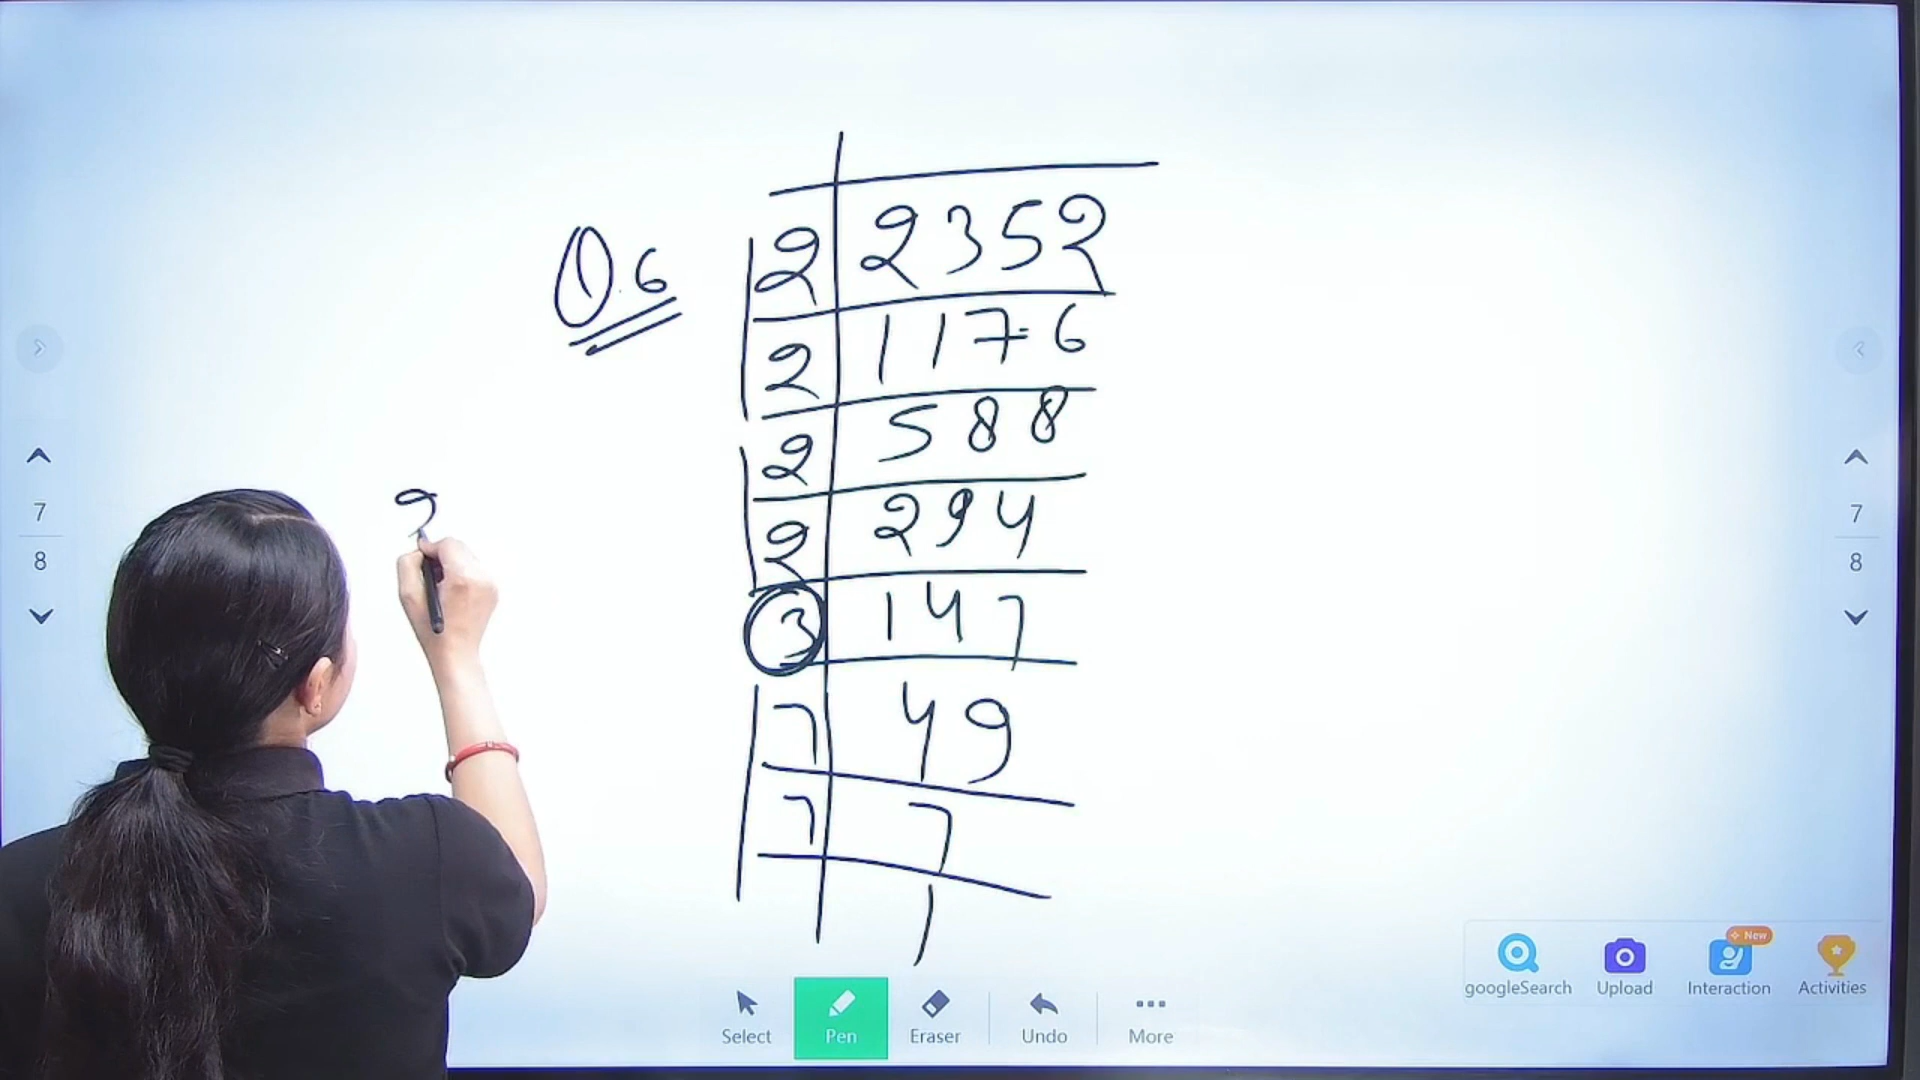 Q.6
2 2352
2 1176
2 588
2 294
3 147
7 49
7 7
1
2
7
8
7
8
Select
Pen
Eraser
Undo
More
googleSearch
Upload
New
Interaction
Activities